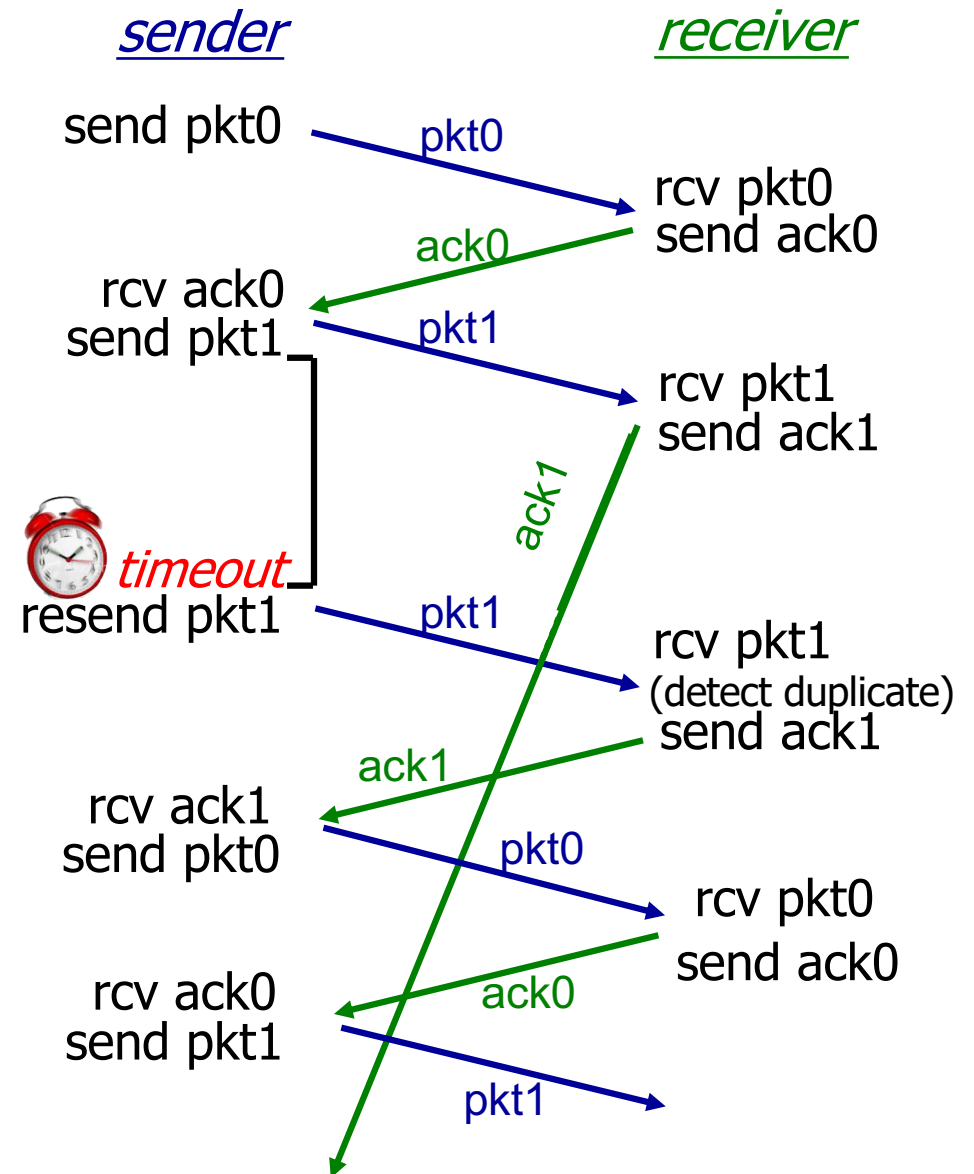 sender
receiver
send pkt0
pkt0
rcv pkt0
send ack0
ack0
rcv ack0
send pkt1
pkt1
rcv pkt1
send ack1
ack1
timeout
resend pkt1
pkt1
rcv pkt1
(detect duplicate)
send ack1
ack1
rcv ack1
send pkt0
pkt0
rcv pkt0
send ack0
ack0
rcv ack0
send pkt1
pkt1